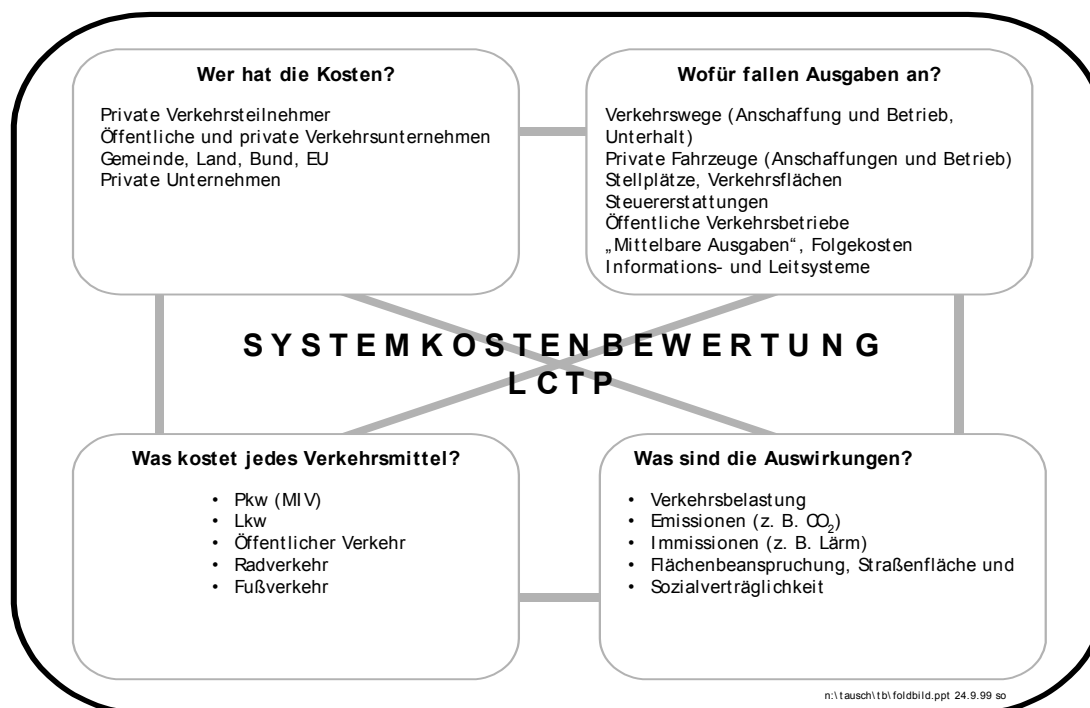 Wer hat die Kosten?
Private Verkehrsteilnehmer
Öffentliche und private Verkehrsunternehmen
Gemeinde, Land, Bund, EU
Private Unternehmen
Wofür fallen Ausgaben an?
Verkehrswege (Anschaffung und Betrieb,
Unterhalt)
Private Fahrzeuge (Anschaffungen und Betrieb)
Stellplätze, Verkehrsflächen
Steuererstattungen
Öffentliche Verkehrsbetriebe
„Mittelbare Ausgaben“, Folgekosten
Informations- und Leitsysteme
SYSTEMKOSTENBEWERTUNG
LCTP
Was kostet jedes Verkehrsmittel?
• Pkw (MIV)
• Lkw
• Öffentlicher Verkehr
• Radverkehr
• Fußverkehr
Was sind die Auswirkungen?
• Verkehrsbelastung
• Emissionen (z. B. CO₂)
• Immissionen (z. B. Lärm)
• Flächenbeanspruchung, Straßenfläche und
• Sozialverträglichkeit
n:\tausch\tb\foldbild.ppt 24.9.99 so